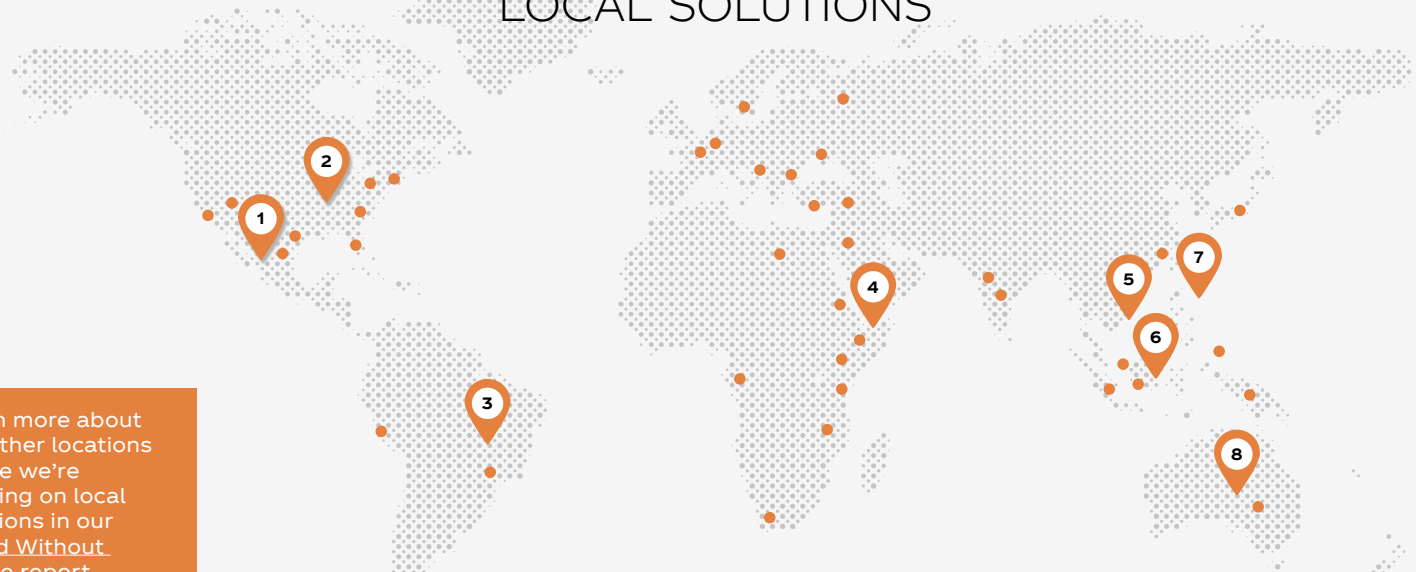 LOCAL SOLUTIONS
2
1
7
5
4
6
3
8
more about
ther locations
e we're
ing on local
ions in our
d Without
report